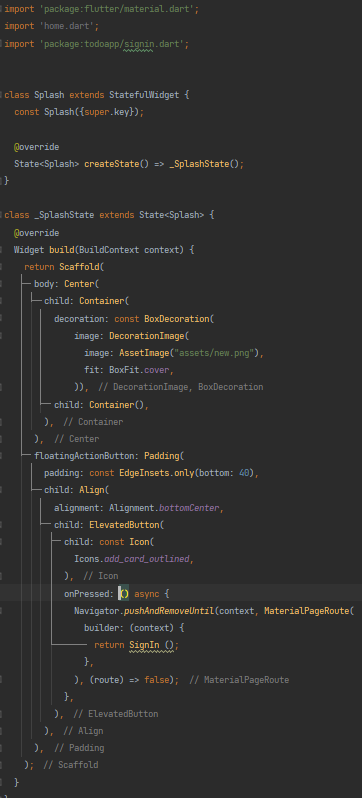 import 'package:flutter/material.dart';
import 'home.dart';
import 'package:todoapp/signin.dart';
class Splash extends StatefulWidget {
const Splash({super.key});
@override
State<Splash> createState() => _SplashState();
}
class _SplashState extends State<Splash> {
@override
Widget build(BuildContext context) {
return Scaffold(
body: Center(
child: Container(
decoration: const BoxDecoration(
image: DecorationImage(
image: AssetImage("assets/new.png"),
fit: BoxFit.cover,
)), // DecorationImage, BoxDecoration
child: Container(),
), // Container
), // Center
floatingActionButton: Padding(
padding: const EdgeInsets.only(bottom: 40),
child: Align(
alignment: Alignment.bottomCenter,
child: ElevatedButton(
child: const Icon(
Icons.add_card_outlined,
), // Icon
onPressed: () async {
Navigator.pushAndRemoveUntil(context, MaterialPageRoute(
builder: (context) {
return SignIn ();
},
), (route) => false); // MaterialPageRoute
},
), // ElevatedButton
), // Align
), // Padding
); // Scaffold
}
}